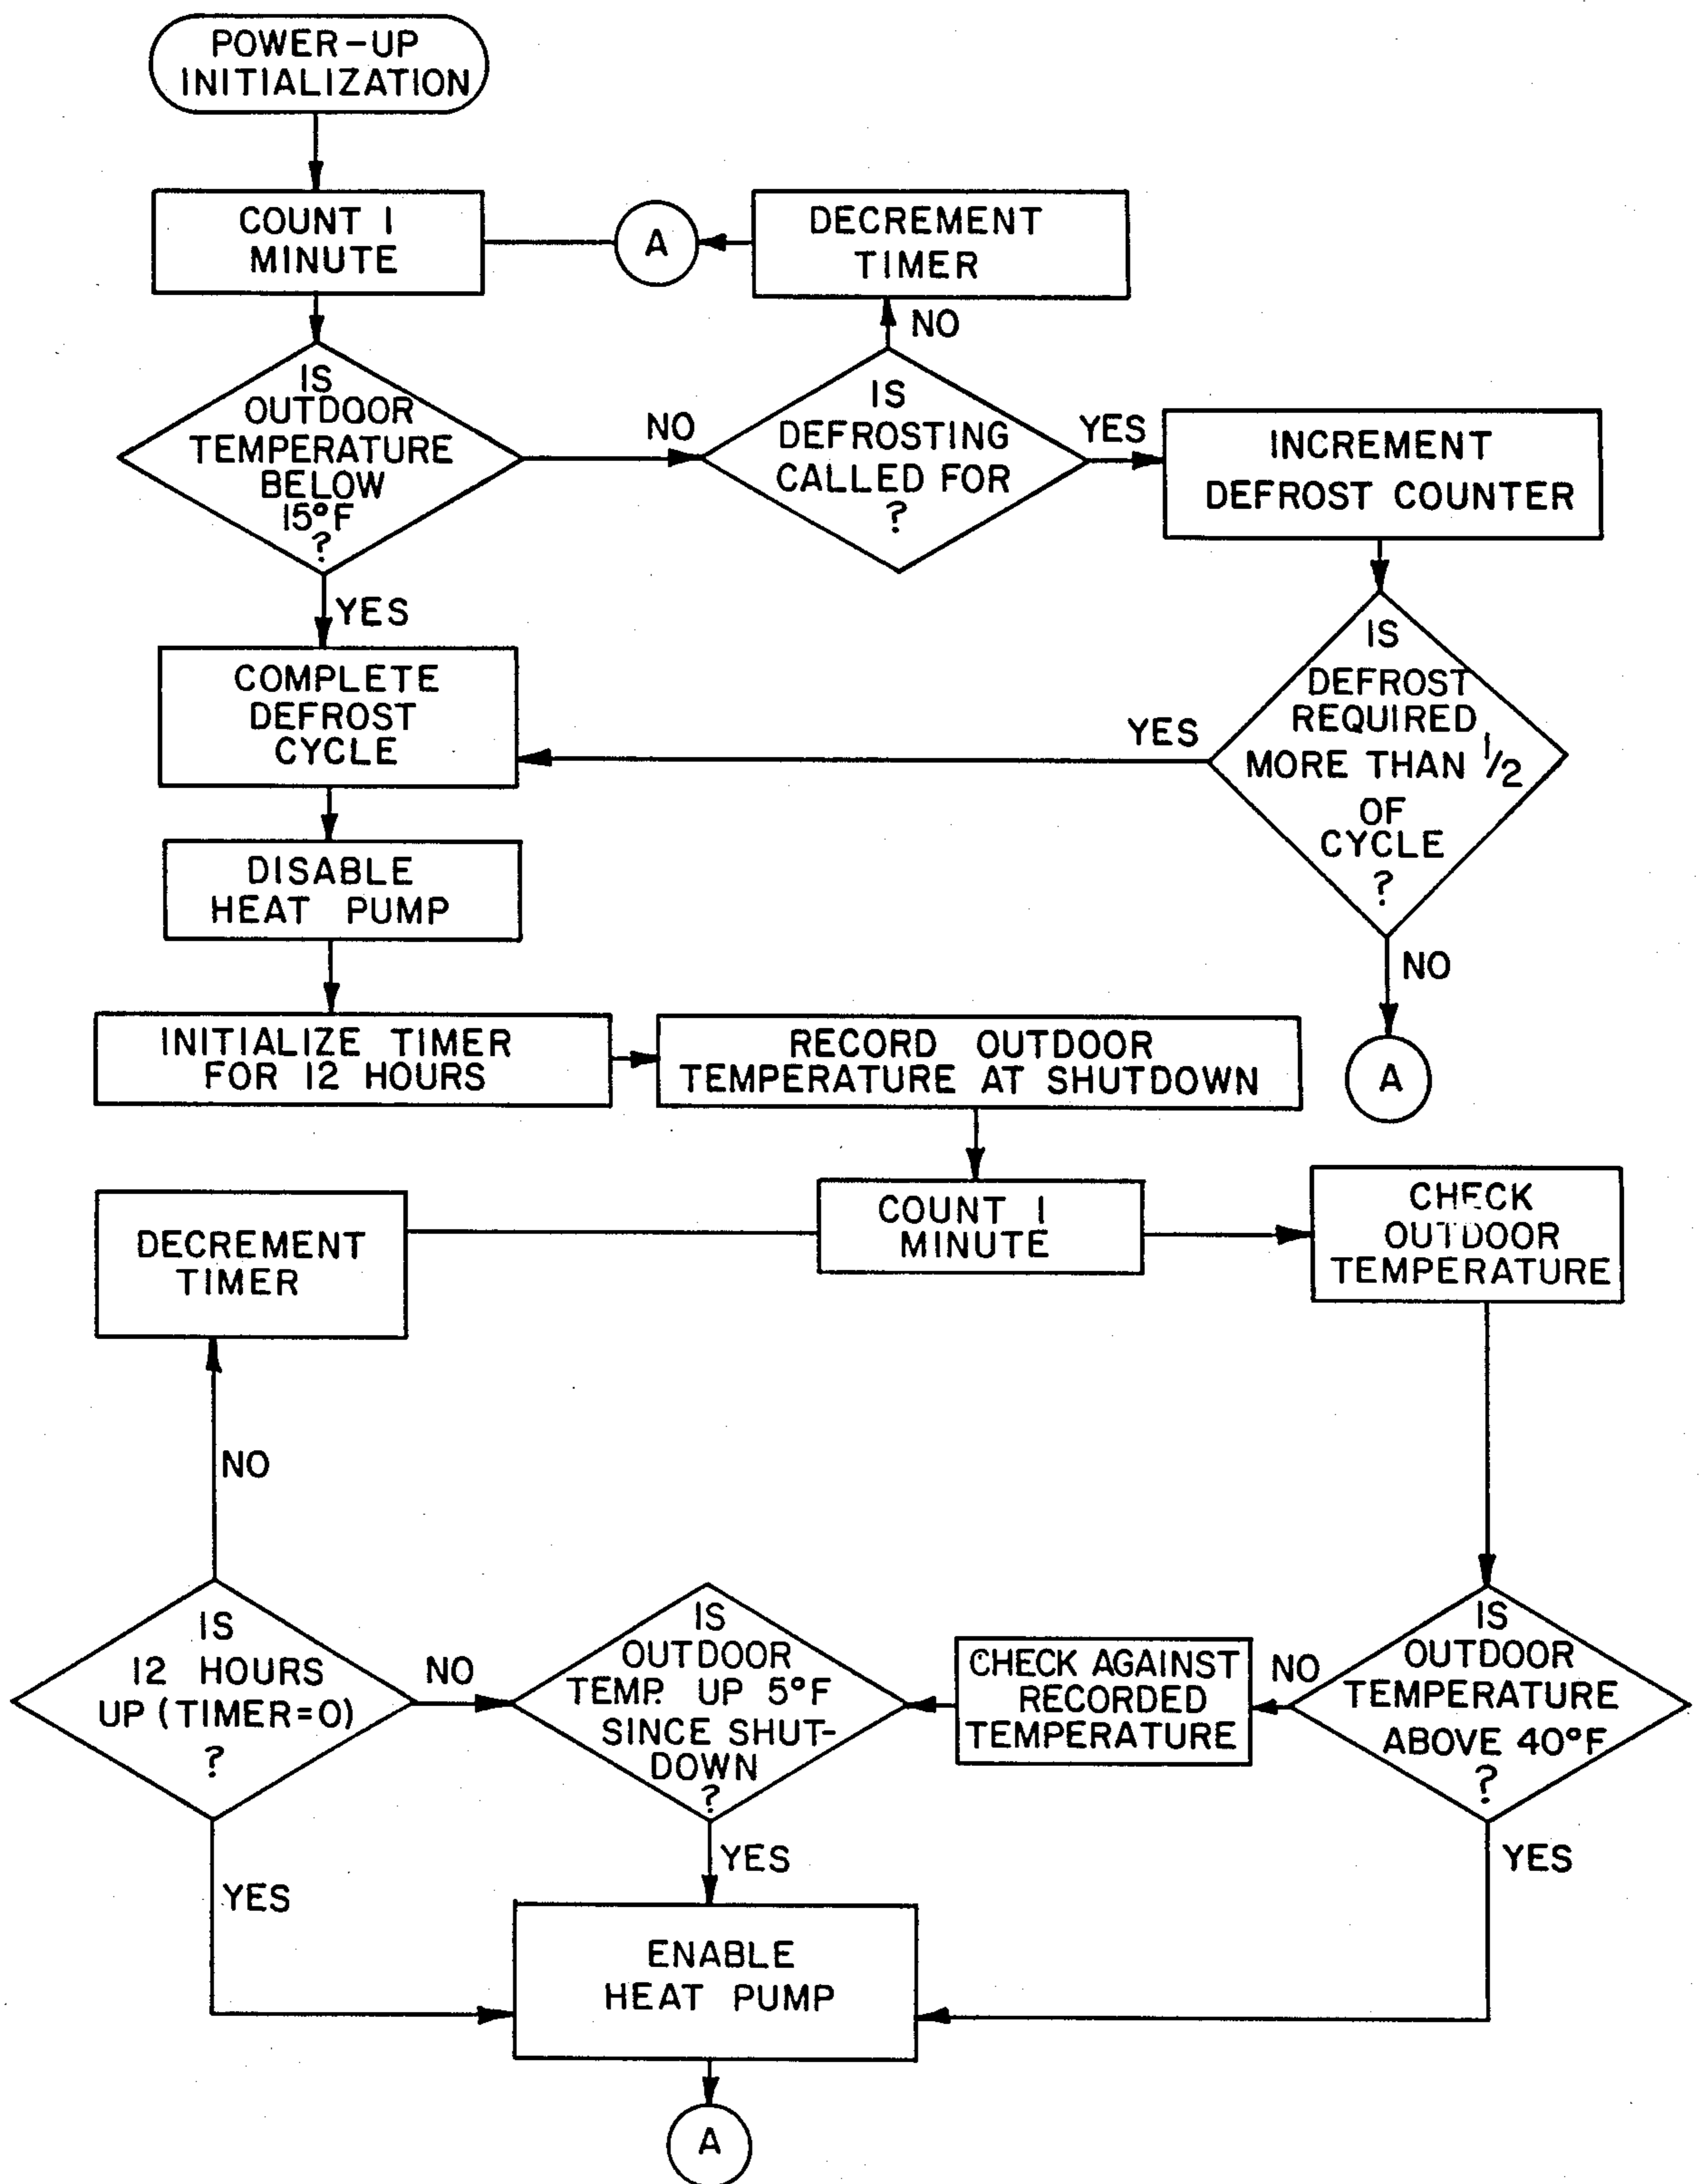 POWER-UP
INITIALIZATION
COUNT 1
MINUTE
A
DECREMENT
TIMER
NO
IS
OUTDOOR
TEMPERATURE
BELOW
15°F
?
NO
IS
DEFROSTING
CALLED FOR
?
YES
INCREMENT
DEFROST COUNTER
YES
COMPLETE
DEFROST
CYCLE
YES
IS
DEFROST
REQUIRED
MORE THAN 1/2
OF
CYCLE
?
DISABLE
HEAT PUMP
NO
INITIALIZE TIMER
FOR 12 HOURS
RECORD OUTDOOR
TEMPERATURE AT SHUTDOWN
A
DECREMENT
TIMER
COUNT 1
MINUTE
CHECK
OUTDOOR
TEMPERATURE
NO
IS
12 HOURS
UP (TIMER=0)
?
NO
IS
OUTDOOR
TEMP. UP 5°F
SINCE SHUT-
DOWN
?
CHECK AGAINST
RECORDED
TEMPERATURE
NO
IS
OUTDOOR
TEMPERATURE
ABOVE 40°F
?
YES
YES
YES
ENABLE
HEAT PUMP
A